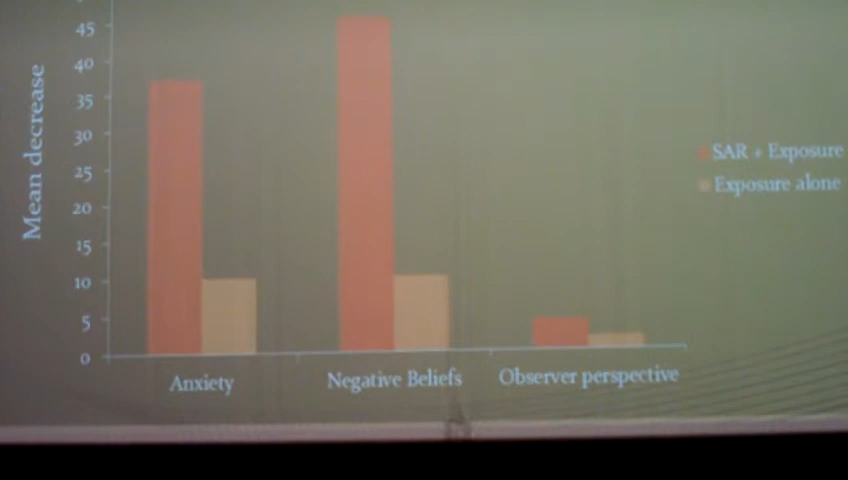 Mean decrease
45
40
35
30
25
20
15
10
5
0
Anxiety
Negative Beliefs
Observer perspective
SAR + Exposure
Exposure alone